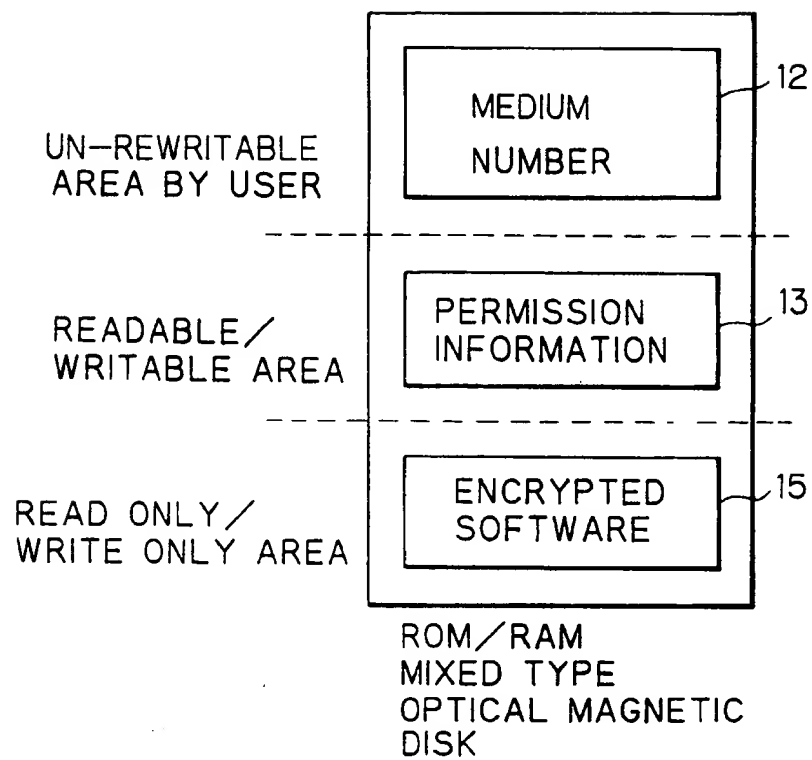 12
MEDIUM
NUMBER
UN-REWRITABLE
AREA BY USER
13
PERMISSION
INFORMATION
READABLE/
WRITABLE AREA
15
ENCRYPTED
SOFTWARE
READ ONLY/
WRITE ONLY AREA
ROM/RAM
MIXED TYPE
OPTICAL MAGNETIC
DISK